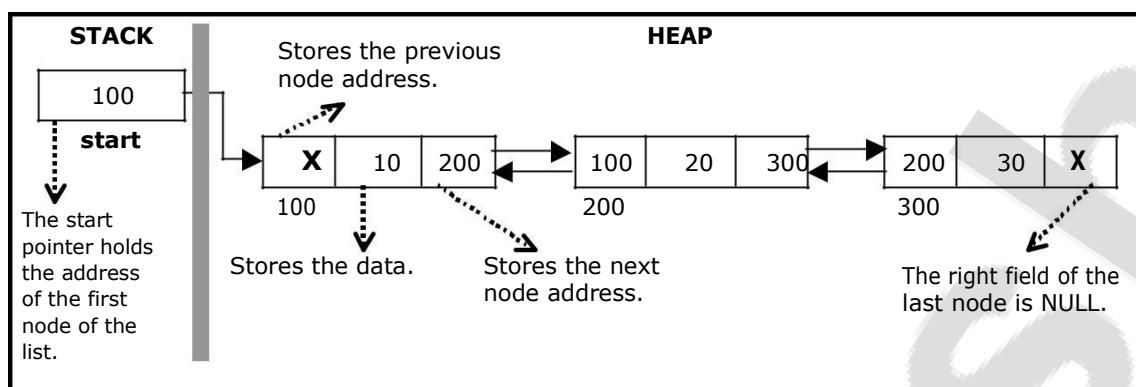 STACK
HEAP
Stores the previous
node address.
100
start
X 10 200
100 20 300
200 30 X
100
200
300
The start
pointer holds
the address
of the first
node of the
list.
Stores the data.
Stores the next
node address.
The right field of the
last node is NULL.